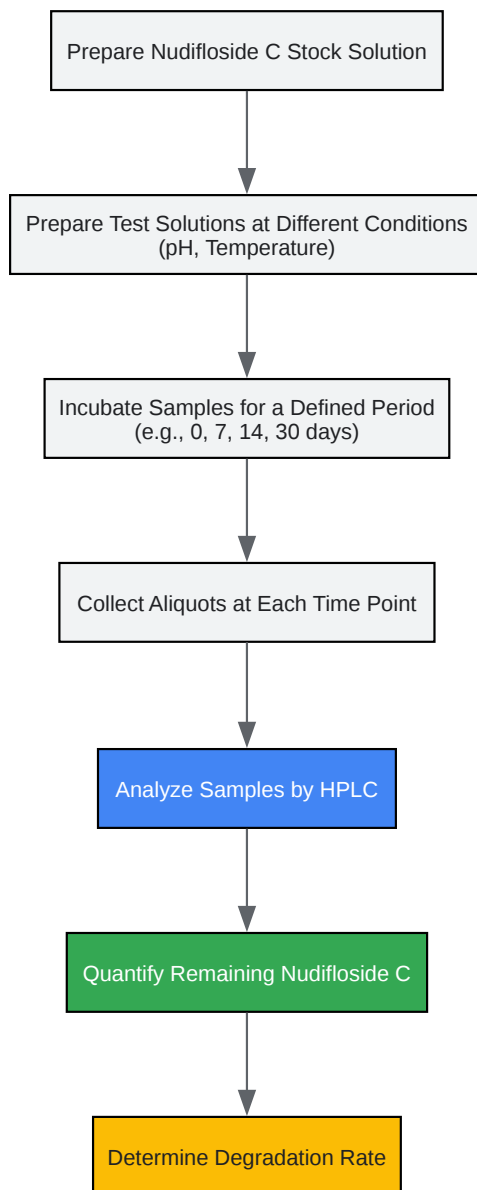 Prepare Nudifloside C Stock Solution
Prepare Test Solutions at Different Conditions
(pH, Temperature)
Incubate Samples for a Defined Period
(e.g., 0, 7, 14, 30 days)
Collect Aliquots at Each Time Point
Analyze Samples by HPLC
Quantify Remaining Nudifloside C
Determine Degradation Rate